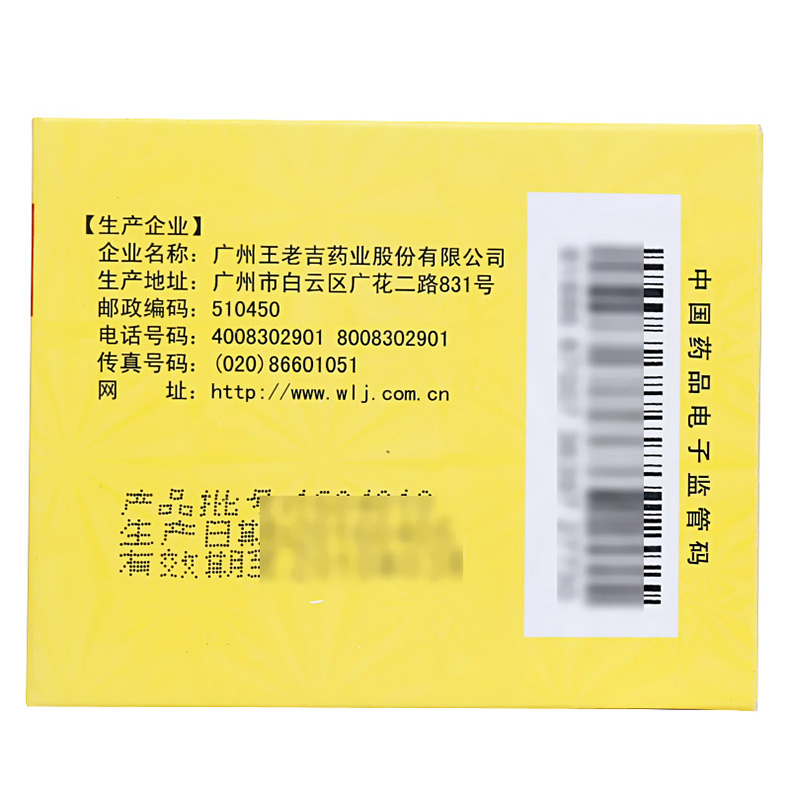 【生产企业】
企业名称：广州王老吉药业股份有限公司
生产地址：广州市白云区广花二路831号
邮政编码：510450
电话号码：4008302901 8008302901
传真号码：(020)86601051
网 址：http://www.wlj.com.cn
产品批号
生产日期
有效期至
中国药品电子监管码